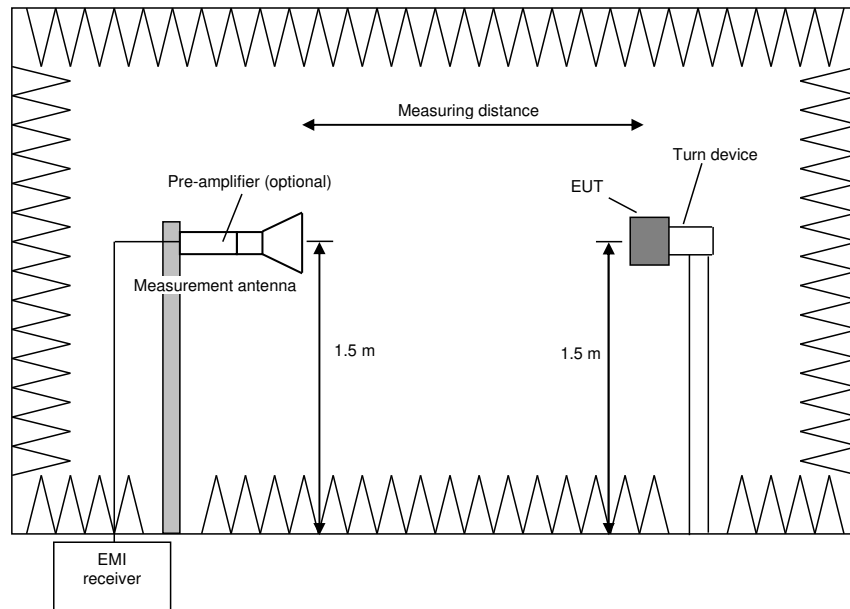 Measuring distance
Turn device
Pre-amplifier (optional)
EUT
Measurement antenna
1.5 m
1.5 m
EMI
receiver